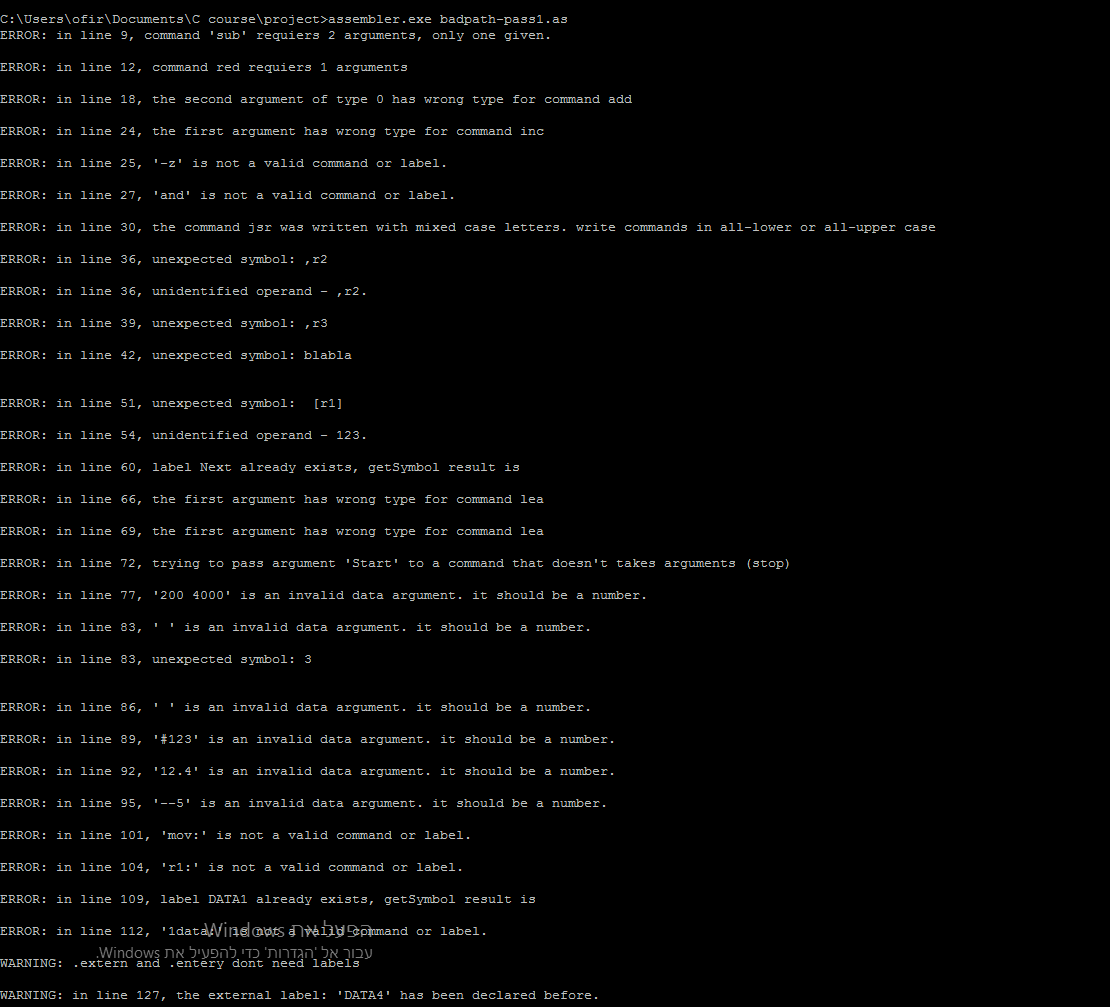 C:\Users\ofir\Documents\C course\project>assembler.exe badpath-pass1.as
ERROR: in line 9, command 'sub' requiers 2 arguments, only one given.
ERROR: in line 12, command red requiers 1 arguments
ERROR: in line 18, the second argument of type 0 has wrong type for command add
ERROR: in line 24, the first argument has wrong type for command inc
ERROR: in line 25, '-z' is not a valid command or label.
ERROR: in line 27, 'and' is not a valid command or label.
ERROR: in line 30, the command jsr was written with mixed case letters. write commands in all-lower or all-upper case
ERROR: in line 36, unexpected symbol: ,r2
ERROR: in line 36, unidentified operand - ,r2.
ERROR: in line 39, unexpected symbol: ,r3
ERROR: in line 42, unexpected symbol: blabla
ERROR: in line 51, unexpected symbol:  [r1]
ERROR: in line 54, unidentified operand - 123.
ERROR: in line 60, label Next already exists, getSymbol result is
ERROR: in line 66, the first argument has wrong type for command lea
ERROR: in line 69, the first argument has wrong type for command lea
ERROR: in line 72, trying to pass argument 'Start' to a command that doesn't takes arguments (stop)
ERROR: in line 77, '200 4000' is an invalid data argument. it should be a number.
ERROR: in line 83, ' ' is an invalid data argument. it should be a number.
ERROR: in line 83, unexpected symbol: 3
ERROR: in line 86, ' ' is an invalid data argument. it should be a number.
ERROR: in line 89, '#123' is an invalid data argument. it should be a number.
ERROR: in line 92, '12.4' is an invalid data argument. it should be a number.
ERROR: in line 95, '--5' is an invalid data argument. it should be a number.
ERROR: in line 101, 'mov:' is not a valid command or label.
ERROR: in line 104, 'r1:' is not a valid command or label.
ERROR: in line 109, label DATA1 already exists, getSymbol result is
הפעל את Windows
ERROR: in line 112, '1data:' is not a valid command or label.
עבור אל 'הגדרות' כדי להפעיל את Windows.
WARNING: .extern and .entery dont need labels
WARNING: in line 127, the external label: 'DATA4' has been declared before.